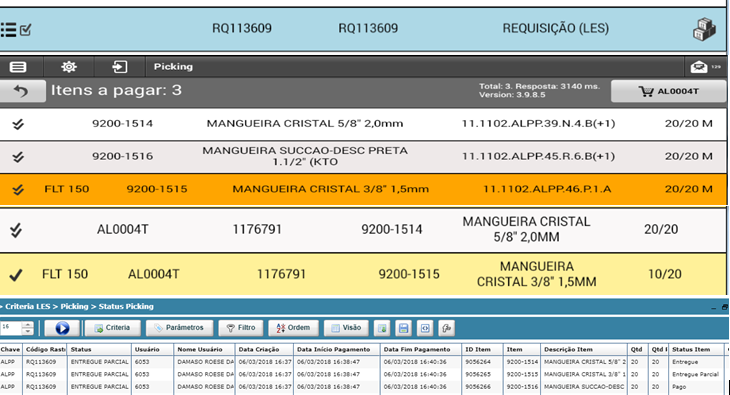 RQ113609 RQ113609 REQUISIÇÃO (LES)
Picking 129
Itens a pagar: 3 Total: 3. Resposta: 3140 ms. AL0004T
Version: 3.9.8.5
9200-1514 MANGUEIRA CRISTAL 5/8" 2,0mm 11.1102.ALPP.39.N.4.B(+1) 20/20 M
9200-1516 MANGUEIRA SUCCAO-DESC PRETA 11.1102.ALPP.45.R.6.B(+1) 20/20 M
1.1/2" (KTO
FLT 150 9200-1515 MANGUEIRA CRISTAL 3/8" 1,5mm 11.1102.ALPP.46.P.1.A 20/20 M
AL0004T 1176791 9200-1514 MANGUEIRA CRISTAL 20/20
5/8" 2,0MM
FLT 150 AL0004T 1176791 9200-1515 MANGUEIRA 10/20
CRISTAL 3/8" 1,5MM
Criteria LES > Picking > Status Picking
16 Criteria Parámetros Filtro Ordem Visão
Chave Código Rast Status Usuário Nome Usuário Data Criação Data Início Pagamento Data Fim Pagamento ID Item Item Descrição Item Qtd Qtd Status Item
ALPP RQ113609 ENTREGUE PARCIAL 6053 DAMASO ROESE DA 06/03/2018 16:37 06/03/2018 16:38:47 06/03/2018 16:40:36 9056264 9200-1514 MANGUEIRA CRISTAL 5/8" 2 20 20 Entregue
ALPP RQ113609 ENTREGUE PARCIAL 6053 DAMASO ROESE DA 06/03/2018 16:37 06/03/2018 16:38:47 06/03/2018 16:40:36 9056265 9200-1515 MANGUEIRA CRISTAL 3/8" 1 20 20 Entregue Parcial
ALPP RQ113609 ENTREGUE PARCIAL 6053 DAMASO ROESE DA 06/03/2018 16:37 06/03/2018 16:38:47 06/03/2018 16:40:36 9056266 9200-1516 MANGUEIRA SUCCAO-DESC 20 20 Pago